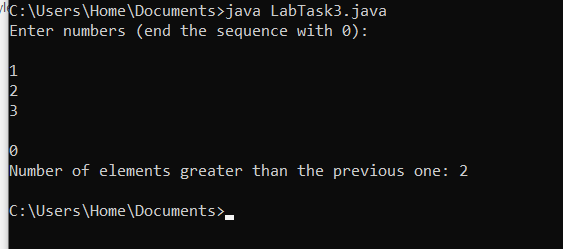 C:\Users\Home\Documents>java LabTask3.java
Enter numbers (end the sequence with 0):
1
2
3
0
Number of elements greater than the previous one: 2
C:\Users\Home\Documents>